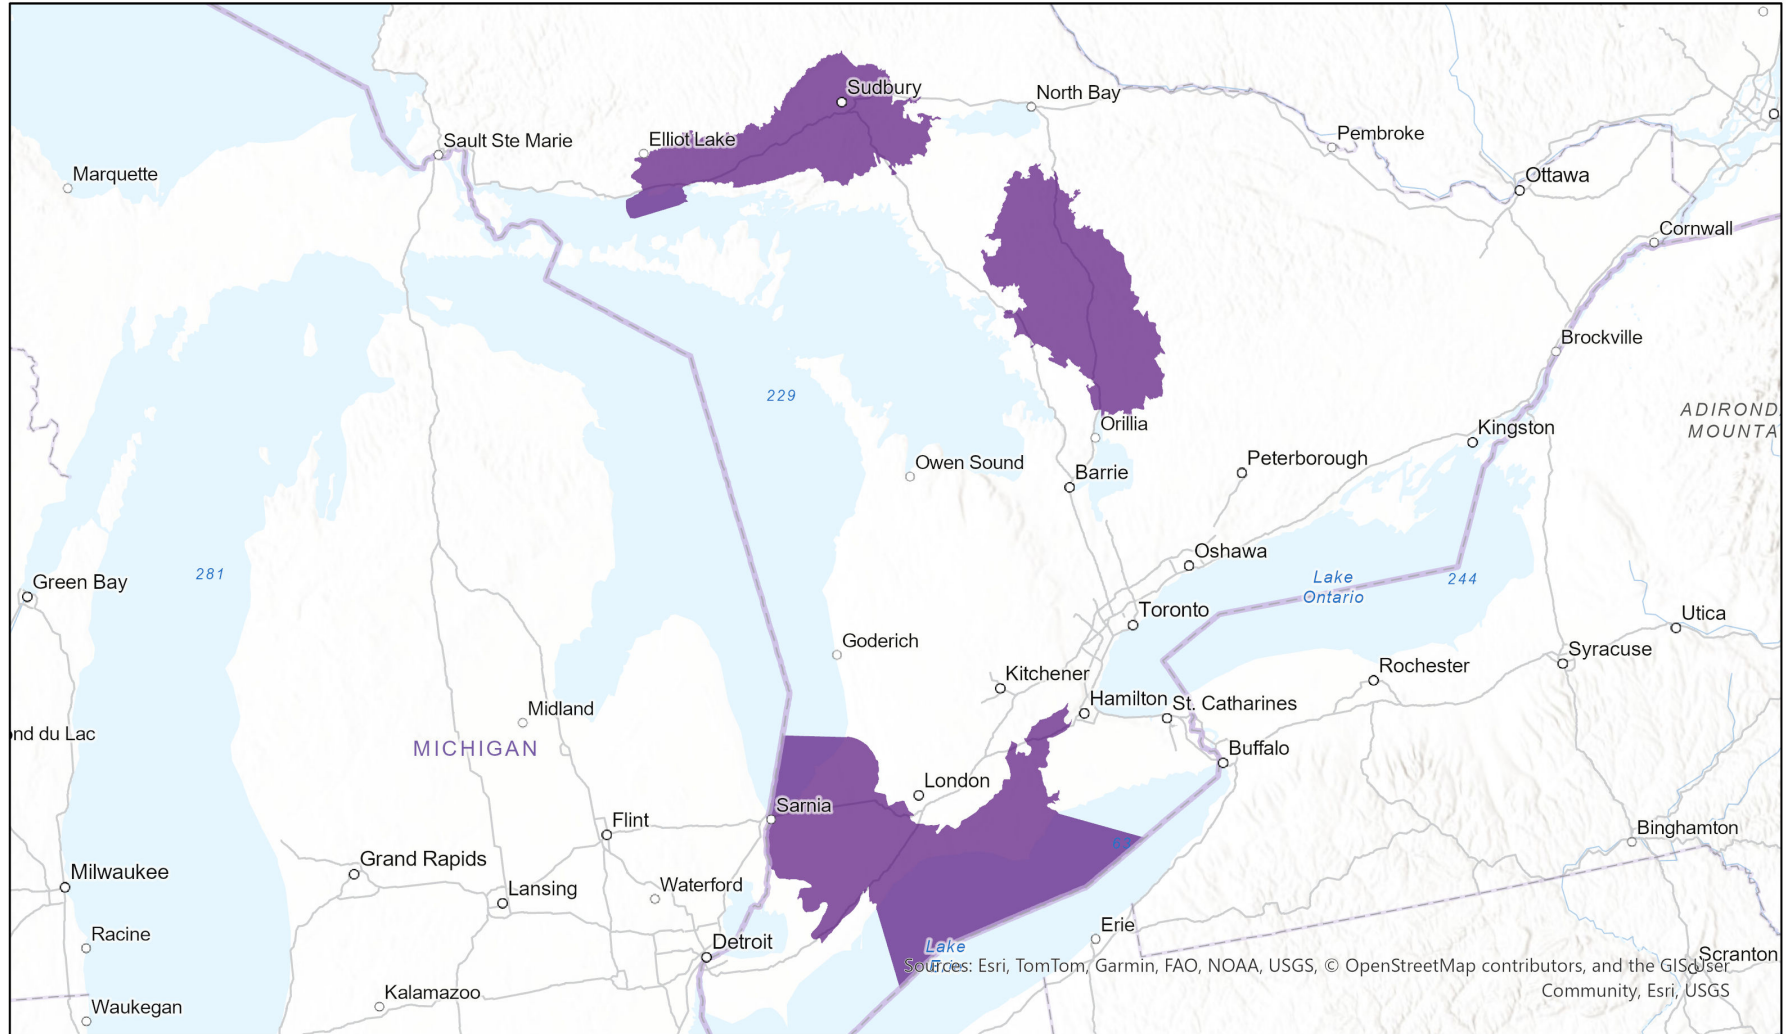 Sudbury
North Bay
Sault Ste Marie
Elliot Lake
Pembroke
Marquette
Ottawa
Cornwall
Brockville
229
ADIROND
MOUNTA
Orillia
Kingston
Owen Sound
Barrie
Peterborough
Oshawa
281
Green Bay
Lake
Ontario
244
Toronto
Utica
Goderich
Syracuse
Kitchener
Rochester
Hamilton
St. Catharines
Midland
nd du Lac
MICHIGAN
Buffalo
London
Sarnia
Flint
Binghamton
Grand Rapids
Milwaukee
Lansing
Waterford
Racine
Detroit
Erie
Lake
Erie
Scranton
Sources: Esri, TomTom, Garmin, FAO, NOAA, USGS, © OpenStreetMap contributors, and the GIS User
Community, Esri, USGS
Kalamazoo
Waukegan